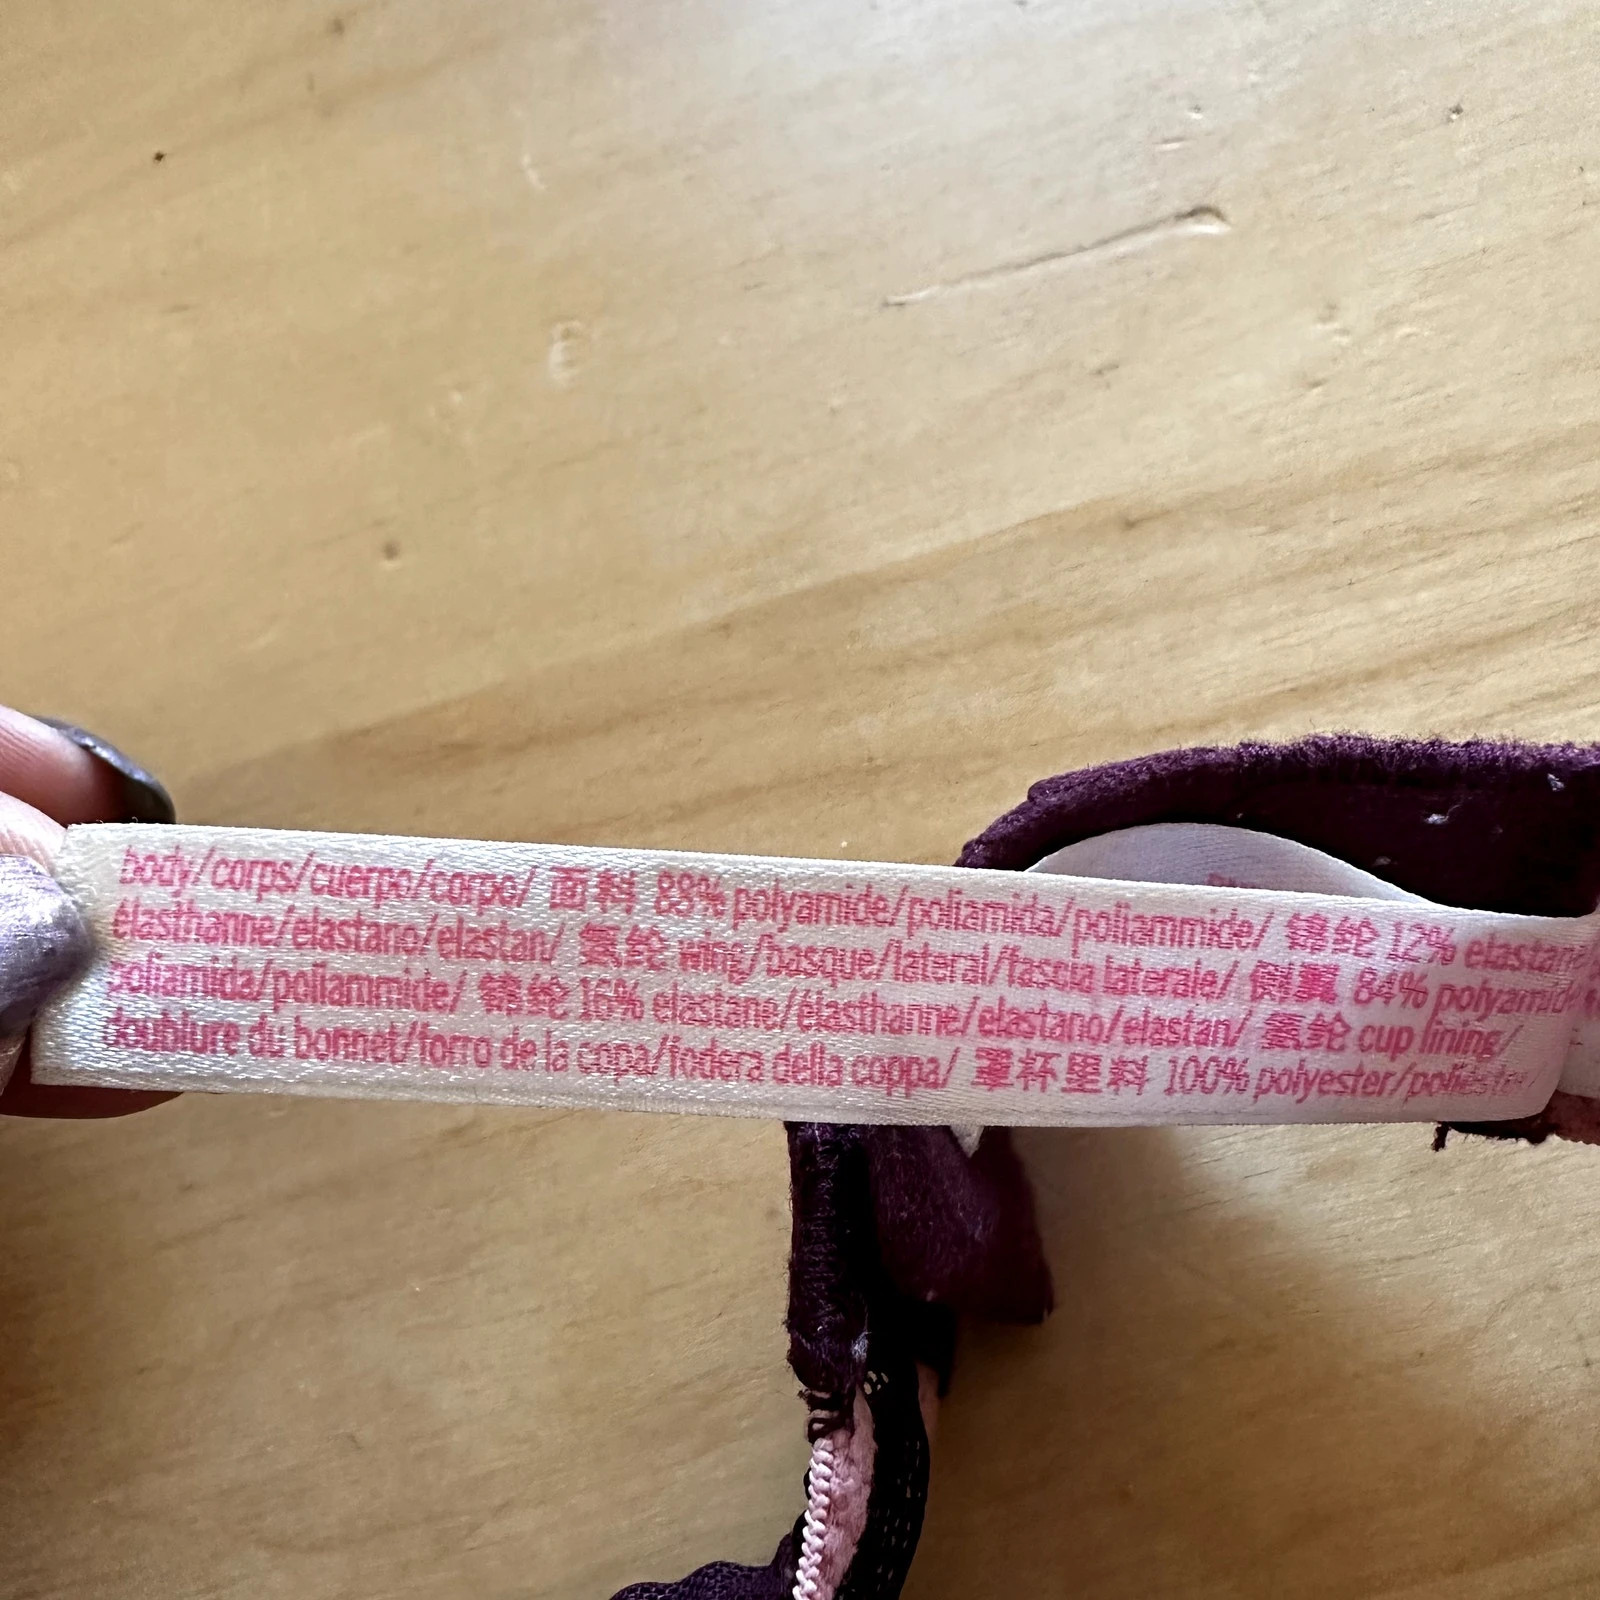 body/corps/cuerpo/corpo/ 面料 88% polyamide/poliamida/poliammide/ 锦纶 12% elastane
élasthanne/elastano/elastan/ 氨纶 wing/basque/lateral/fascia laterale/ 侧翼 84% polyamide
poliamida/poliammide/ 锦纶 16% elastane/élasthanne/elastano/elastan/ 氨纶 cup lining/
doublure du bonnet/forro de la copa/fodera della coppa/ 罩杯里料 100% polyester/poliéster/